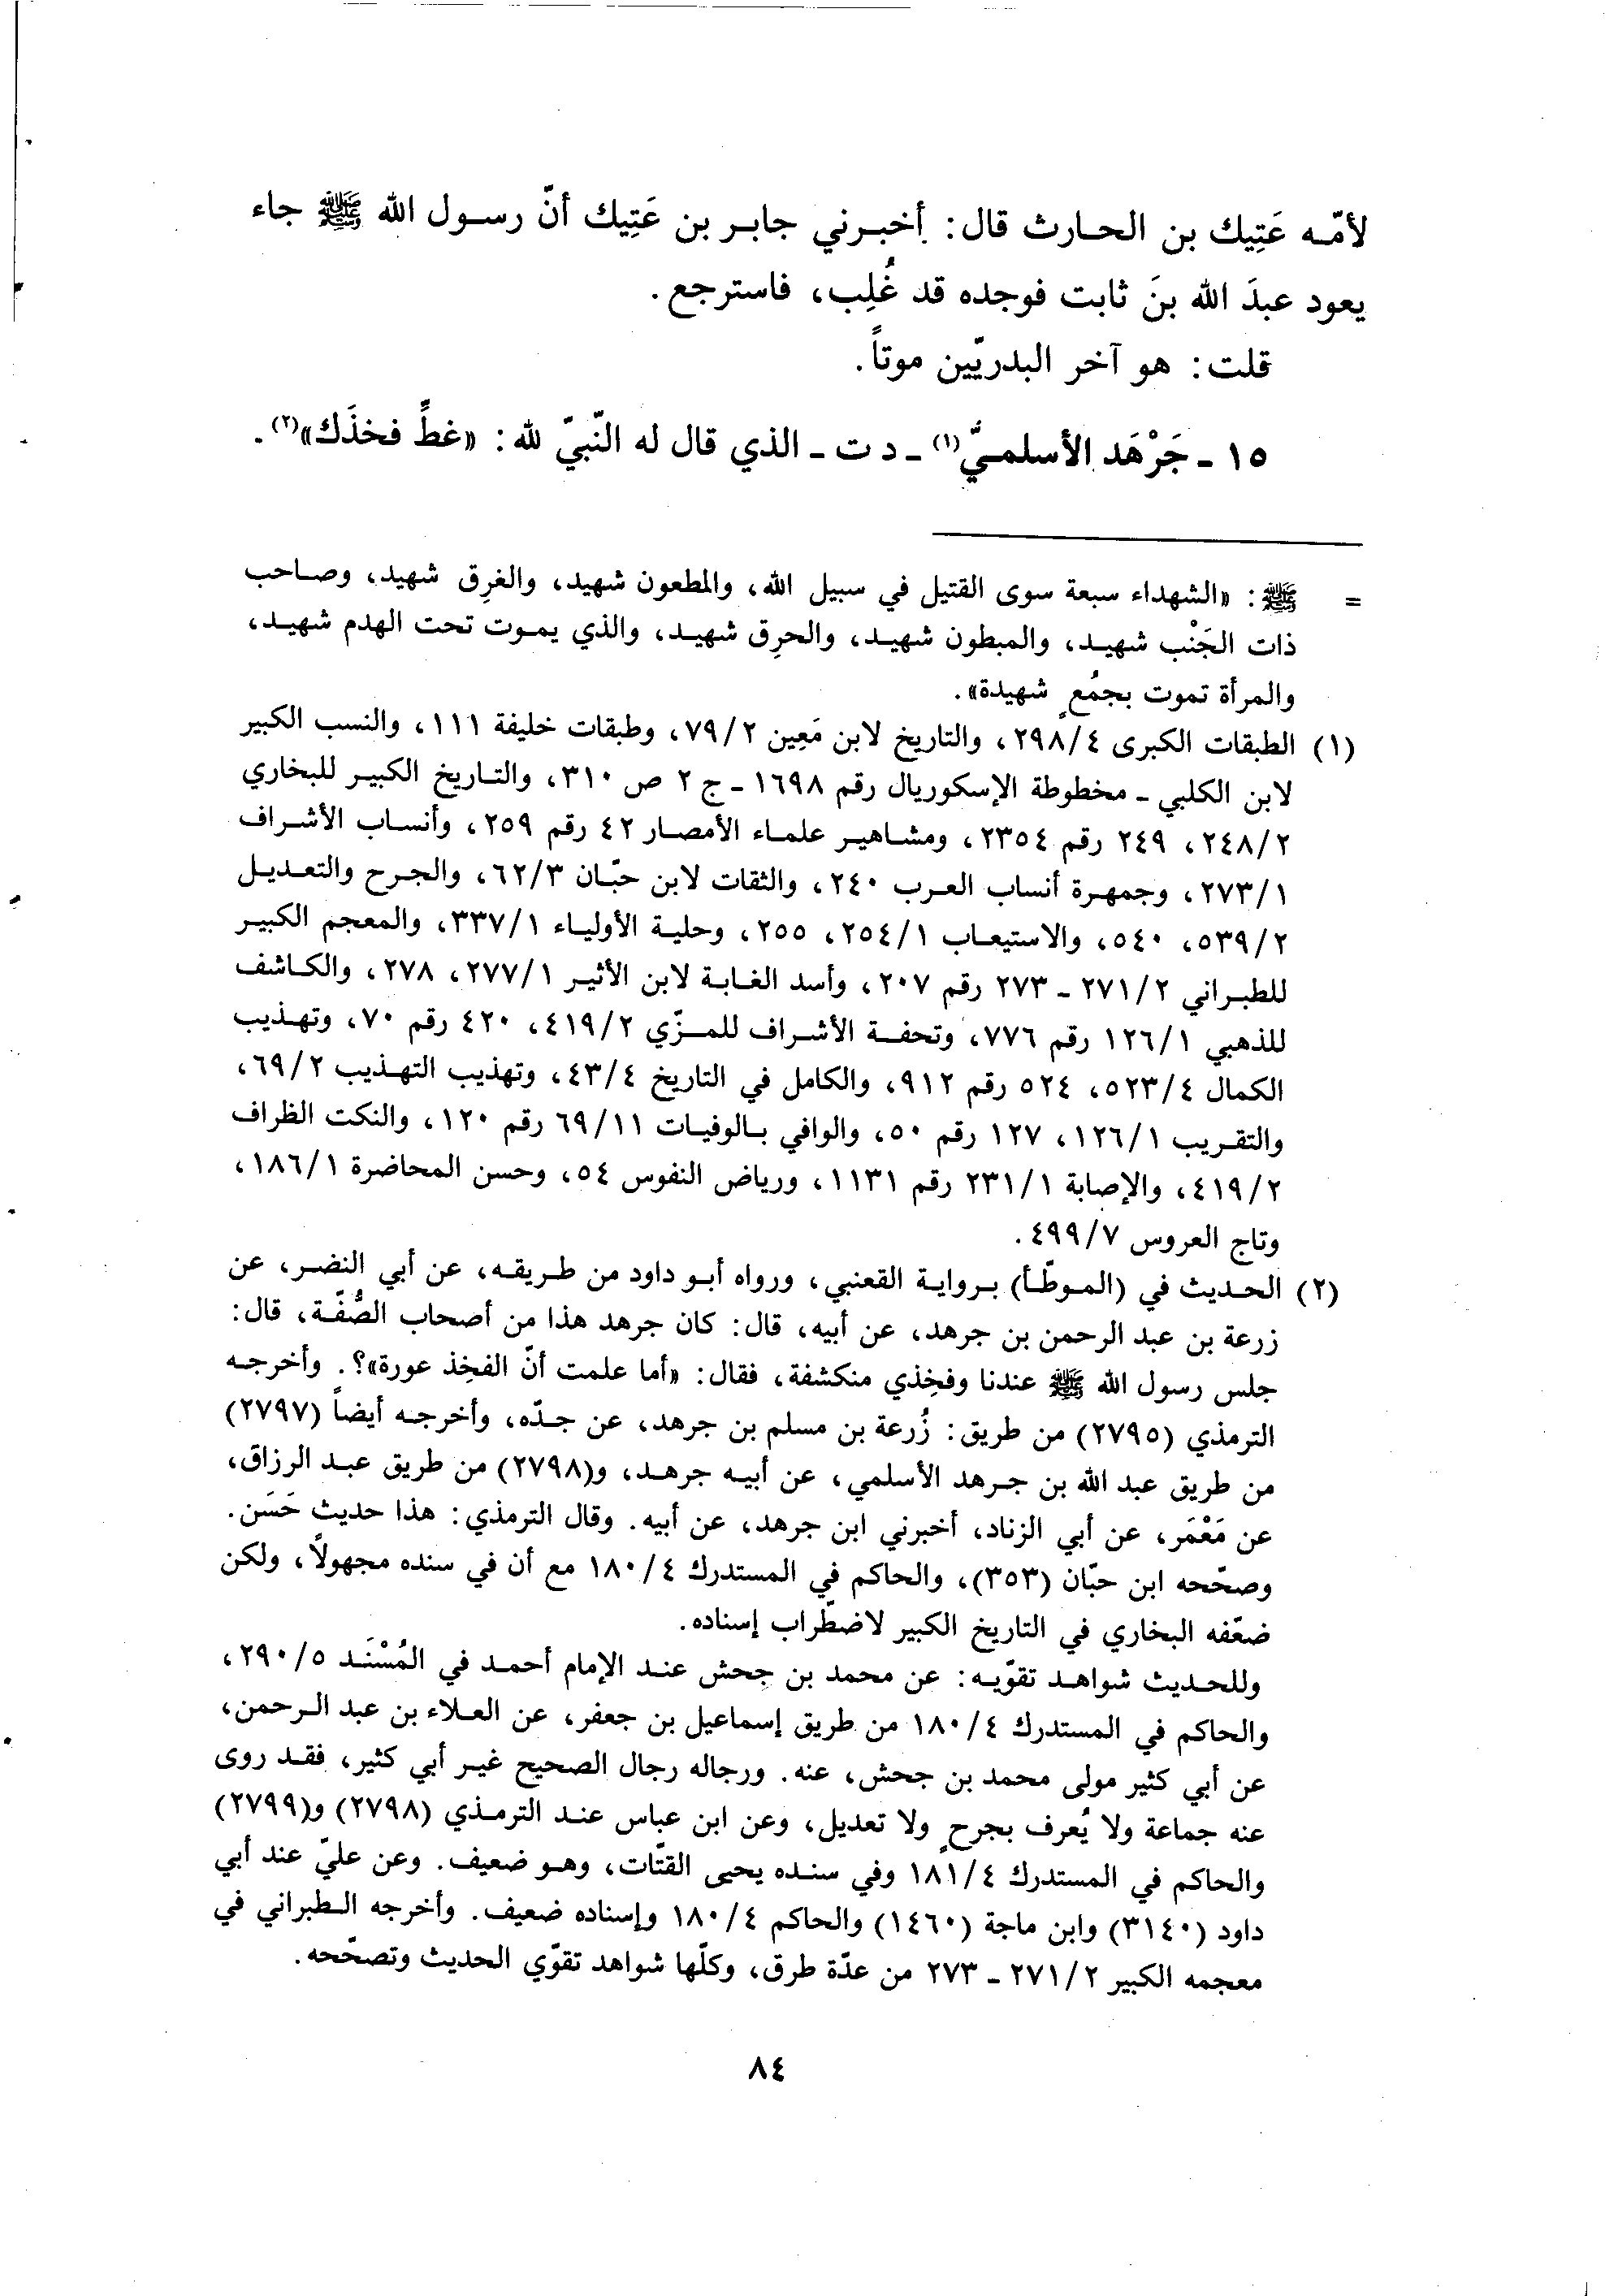 لأمّه عَتِيك بن الحارث قال: أخبرني جابر بن عَتِيك أنّ رسول الله ﷺ جاء
يعود عبدَ الله بنَ ثابت فوجده قد غُلِب، فاسترجع.
قلت: هو آخر البدريّين موتاً.
١٥ ـ جَرْهَد الأسلميُّ(١) ـ د ت ـ الذي قال له النّبيّ لله: «غطِّ فخذَك»(٢).
= ﷺ: «الشهداء سبعة سوى القتيل في سبيل الله، والمطعون شهيد، والغرِق شهيد، وصاحب
ذات الجَنْب شهيد، والمبطون شهيد، والحرِق شهيد، والذي يموت تحت الهدم شهيد،
والمرأة تموت بجمُعٍ شهيدة».
(١) الطبقات الكبرى ٤/٢٩٨، والتاريخ لابن مَعِين ٢/٧٩، وطبقات خليفة ١١١، والنسب الكبير
لابن الكلبي ـ مخطوطة الإسكوريال رقم ١٦٩٨ ـ ج ٢ ص ٣١٠، والتاريخ الكبير للبخاري
٢/٢٤٨، ٢٤٩ رقم ٢٣٥٤، ومشاهير علماء الأمصار ٤٢ رقم ٢٥٩، وأنساب الأشراف
١/٢٧٣، وجمهرة أنساب العرب ٢٤٠، والثقات لابن حبّان ٣/٦٢، والجرح والتعديل
٢/٥٣٩، ٥٤٠، والاستيعاب ١/٢٥٤، ٢٥٥، وحلية الأولياء ١/٣٣٧، والمعجم الكبير
للطبراني ٢/٢٧١ ـ ٢٧٣ رقم ٢٠٧، وأسد الغابة لابن الأثير ١/٢٧٧، ٢٧٨، والكاشف
للذهبي ١/١٢٦ رقم ٧٧٦، وتحفة الأشراف للمزّي ٢/٤١٩، ٤٢٠ رقم ٧٠، وتهذيب
الكمال ٤/٥٢٣، ٥٢٤ رقم ٩١٢، والكامل في التاريخ ٤/٤٣، وتهذيب التهذيب ٢/٦٩،
والتقريب ١/١٢٦، ١٢٧ رقم ٥٠، والوافي بالوفيات ١١/٦٩ رقم ١٢٠، والنكت الظراف
٢/٤١٩، والإصابة ١/٢٣١ رقم ١١٣١، ورياض النفوس ٥٤، وحسن المحاضرة ١/١٨٦،
وتاج العروس ٧/٤٩٩.
(٢) الحديث في (الموطّأ) برواية القعنبي، ورواه أبو داود من طريقه، عن أبي النضر، عن
زرعة بن عبد الرحمن بن جرهد، عن أبيه، قال: كان جرهد هذا من أصحاب الصُّفّة، قال:
جلس رسول الله ﷺ عندنا وفخِذي منكشفة، فقال: «أما علمت أنّ الفخِذ عورة»؟. وأخرجه
الترمذي (٢٧٩٥) من طريق: زُرعة بن مسلم بن جرهد، عن جدّه، وأخرجه أيضاً (٢٧٩٧)
من طريق عبد الله بن جرهد الأسلمي، عن أبيه جرهد، و(٢٧٩٨) من طريق عبد الرزاق،
عن مَعْمَر، عن أبي الزناد، أخبرني ابن جرهد، عن أبيه. وقال الترمذي: هذا حديث حَسَن.
وصحّحه ابن حبّان (٣٥٣)، والحاكم في المستدرك ٤/١٨٠ مع أن في سنده مجهولاً، ولكن
ضعّفه البخاري في التاريخ الكبير لاضطّراب إسناده.
وللحديث شواهد تقوّيه: عن محمد بن جحش عند الإمام أحمد في المُسْنَد ٥/٢٩٠،
والحاكم في المستدرك ٤/١٨٠ من طريق إسماعيل بن جعفر، عن العلاء بن عبد الرحمن،
عن أبي كثير مولى محمد بن جحش، عنه. ورجاله رجال الصحيح غير أبي كثير، فقد روى
عنه جماعة ولا يُعرف بجرحٍ ولا تعديل، وعن ابن عباس عند الترمذي (٢٧٩٨) و(٢٧٩٩)
والحاكم في المستدرك ٤/١٨١ وفي سنده يحيى القتّات، وهو ضعيف. وعن عليّ عند أبي
داود (٣١٤٠) وابن ماجة (١٤٦٠) والحاكم ٤/١٨٠ وإسناده ضعيف. وأخرجه الطبراني في
معجمه الكبير ٢/٢٧١ ـ ٢٧٣ من عدّة طرق، وكلّها شواهد تقوّي الحديث وتصحّحه.
٨٤